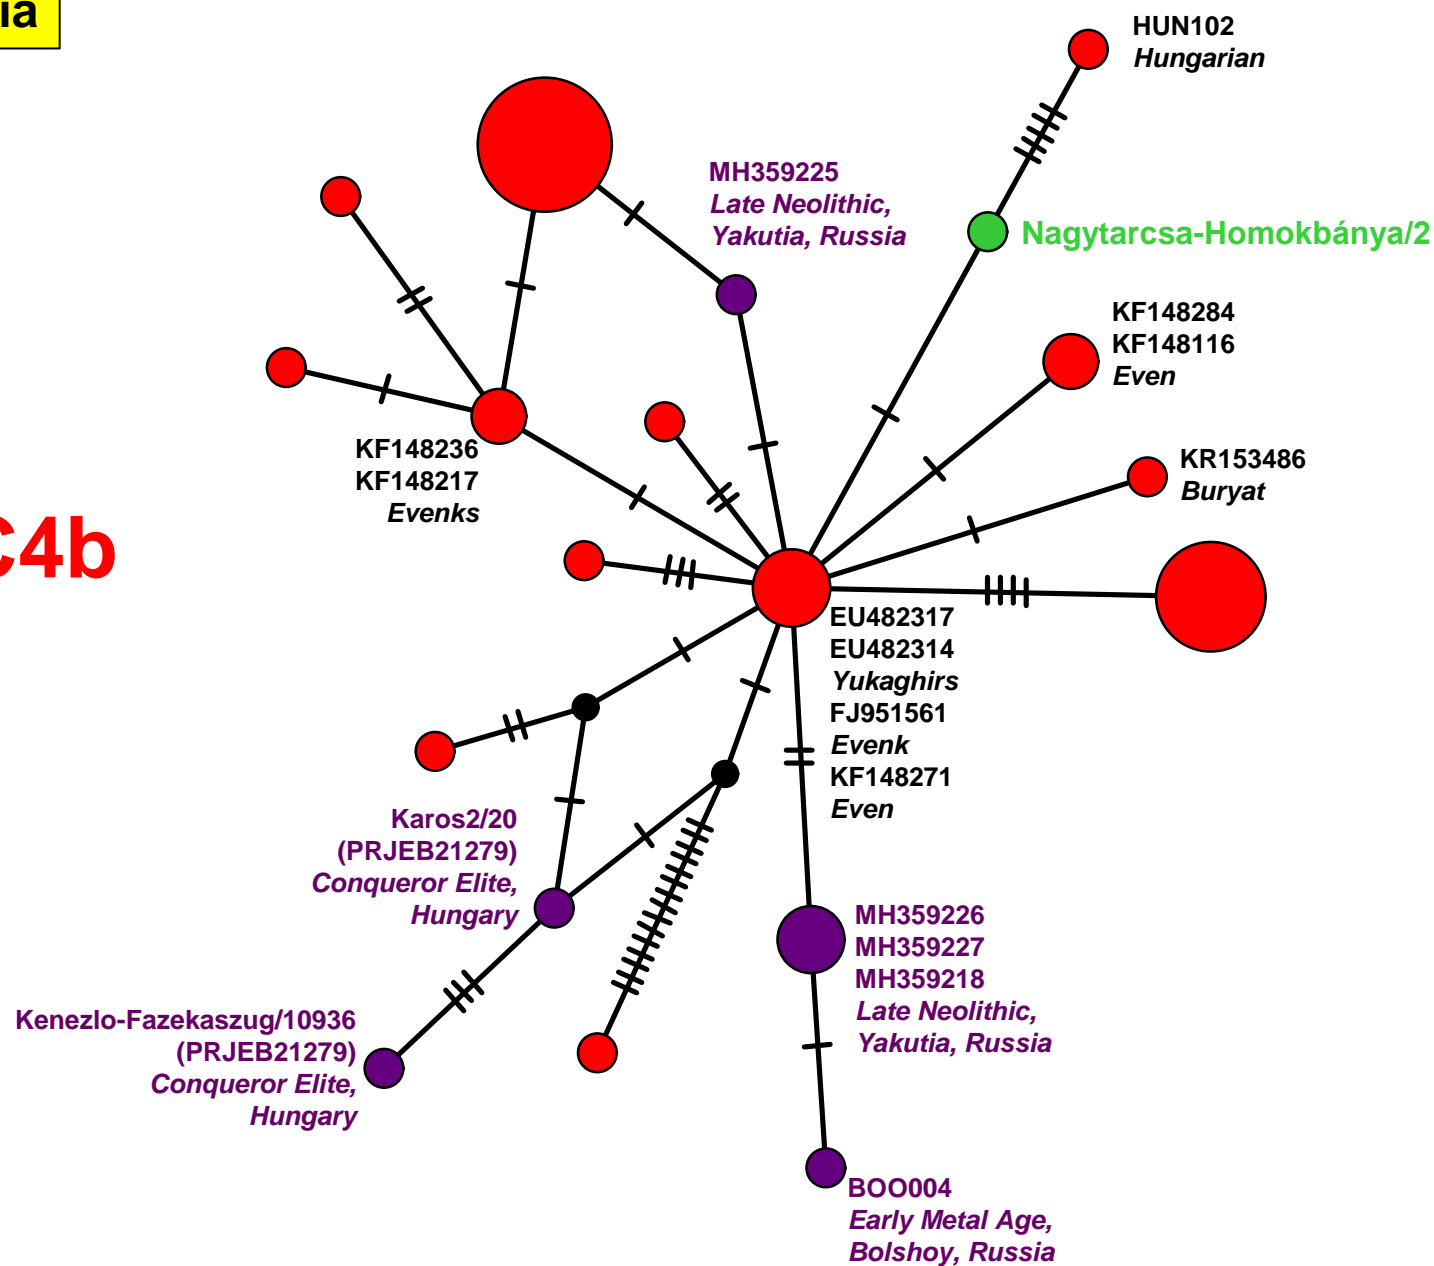 HUN102
Hungarian
MH359225
Late Neolithic,
Yakutia, Russia
Nagytarcsa-Homokbánya/2
KF148284
KF148116
Even
KF148236
KF148217
Evenks
KR153486
Buryat
C4b
EU482317
EU482314
Yukaghirs
FJ951561
Evenk
KF148271
Even
Karos2/20
(PRJEB21279)
Conqueror Elite,
Hungary
MH359226
MH359227
MH359218
Late Neolithic,
Yakutia, Russia
Kenezlo-Fazekaszug/10936
(PRJEB21279)
Conqueror Elite,
Hungary
BOO004
Early Metal Age,
Bolshoy, Russia